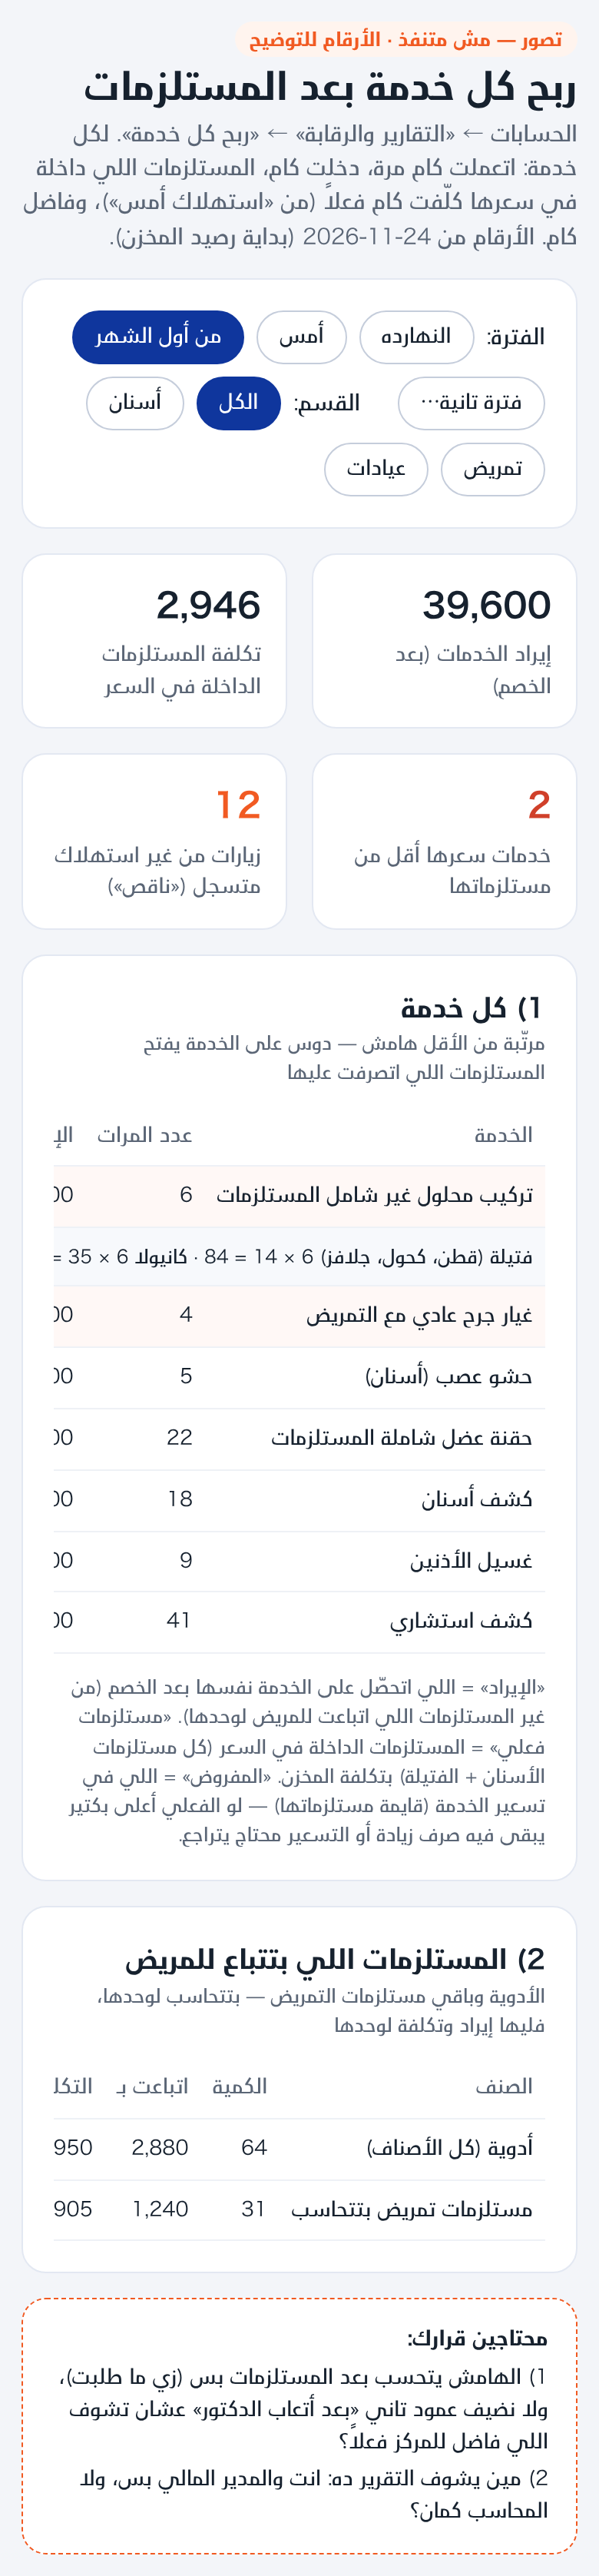 تصور — مش متنفذ · الأرقام للتوضيح
ربح كل خدمة بعد المستلزمات
الحسابات ← «التقارير والرقابة» ← «ربح كل خدمة». لكل
خدمة: اتعملت كام مرة، دخلت كام، المستلزمات اللي داخلة
في سعرها كلّفت كام فعلاً (من «استهلاك أمس»)، وفاضل
كام. الأرقام من 24-11-2026 (بداية رصيد المخزن).
الفترة: النهارده أمس من أول الشهر
فترة تانية… القسم: الكل أسنان
تمريض عيادات
39,600
إيراد الخدمات (بعد
الخصم)
2,946
تكلفة المستلزمات
الداخلة في السعر
2
خدمات سعرها أقل من
مستلزماتها
12
زيارات من غير استهلاك
متسجل («ناقص»)
1) كل خدمة
مرتّبة من الأقل هامش — دوس على الخدمة يفتح
المستلزمات اللي اتصرفت عليها
الخدمة عدد المرات
تركيب محلول غير شامل المستلزمات 6
فتيلة (قطن، كحول، جلافز) 6 × 14 = 84 · كانيولا 6 × 35 =
غيار جرح عادي مع التمريض 4
حشو عصب (أسنان) 5
حقنة عضل شاملة المستلزمات 22
كشف أسنان 18
غسيل الأذنين 9
كشف استشاري 41
«الإيراد» = اللي اتحصّل على الخدمة نفسها بعد الخصم (من
غير المستلزمات اللي اتباعت للمريض لوحدها). «مستلزمات
فعلي» = المستلزمات الداخلة في السعر (كل مستلزمات
الأسنان + الفتيلة) بتكلفة المخزن. «المفروض» = اللي في
تسعير الخدمة (قايمة مستلزماتها) — لو الفعلي أعلى بكتير
يبقى فيه صرف زيادة أو التسعير محتاج يتراجع.
2) المستلزمات اللي بتتباع للمريض
الأدوية وباقي مستلزمات التمريض — بتتحاسب لوحدها،
فليها إيراد وتكلفة لوحدها
الصنف الكمية اتباعت بـ
أدوية (كل الأصناف) 64 2,880 950
مستلزمات تمريض بتتحاسب 31 1,240 905
محتاجين قرارك:
1) الهامش يتحسب بعد المستلزمات بس (زي ما طلبت)،
ولا نضيف عمود تاني «بعد أتعاب الدكتور» عشان تشوف
اللي فاضل للمركز فعلاً؟
2) مين يشوف التقرير ده: انت والمدير المالي بس، ولا
المحاسب كمان؟